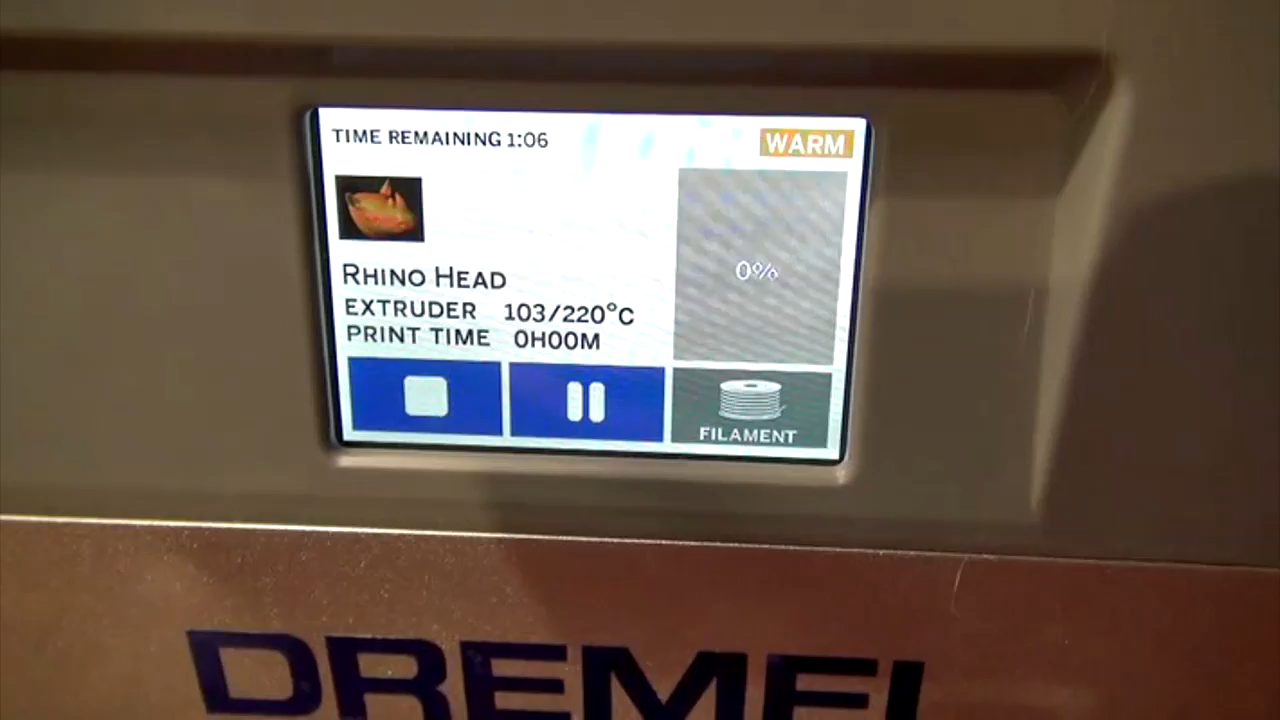 TIME REMAINING 1:06
WARM
0%
RHINO HEAD
EXTRUDER 103/220°C
PRINT TIME 0H00M
FILAMENT
DREMEL